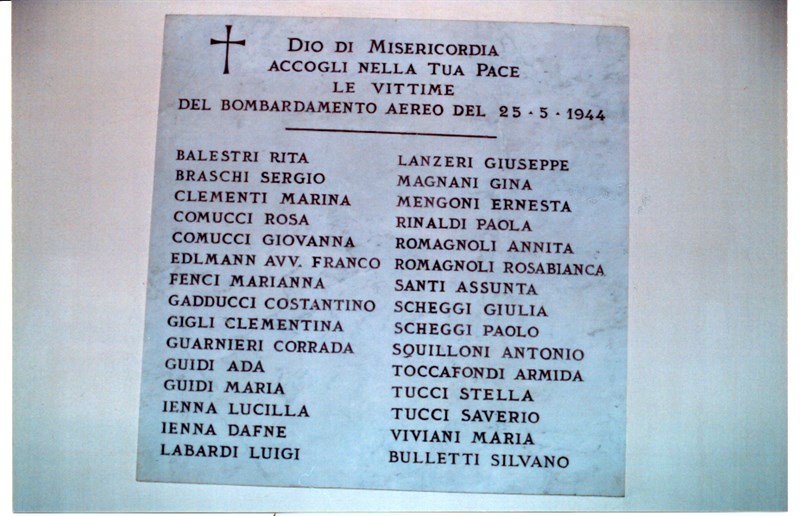 DIO DI MISERICORDIA
ACCOGLI NELLA TUA PACE
LE VITTIME
DEL BOMBARDAMENTO AEREO DEL 25 · 5 · 1944
BALESTRI RITA
BRASCHI SERGIO
CLEMENTI MARINA
COMUCCI ROSA
COMUCCI GIOVANNA
EDLMANN AVV. FRANCO
FENCI MARIANNA
GADDUCCI COSTANTINO
GIGLI CLEMENTINA
GUARNIERI CORRADA
GUIDI ADA
GUIDI MARIA
IENNA LUCILLA
IENNA DAFNE
LABARDI LUIGI
LANZERI GIUSEPPE
MAGNANI GINA
MENGONI ERNESTA
RINALDI PAOLA
ROMAGNOLI ANNITA
ROMAGNOLI ROSABIANCA
SANTI ASSUNTA
SCHEGGI GIULIA
SCHEGGI PAOLO
SQUILLONI ANTONIO
TOCCAFONDI ARMIDA
TUCCI STELLA
TUCCI SAVERIO
VIVIANI MARIA
BULLETTI SILVANO